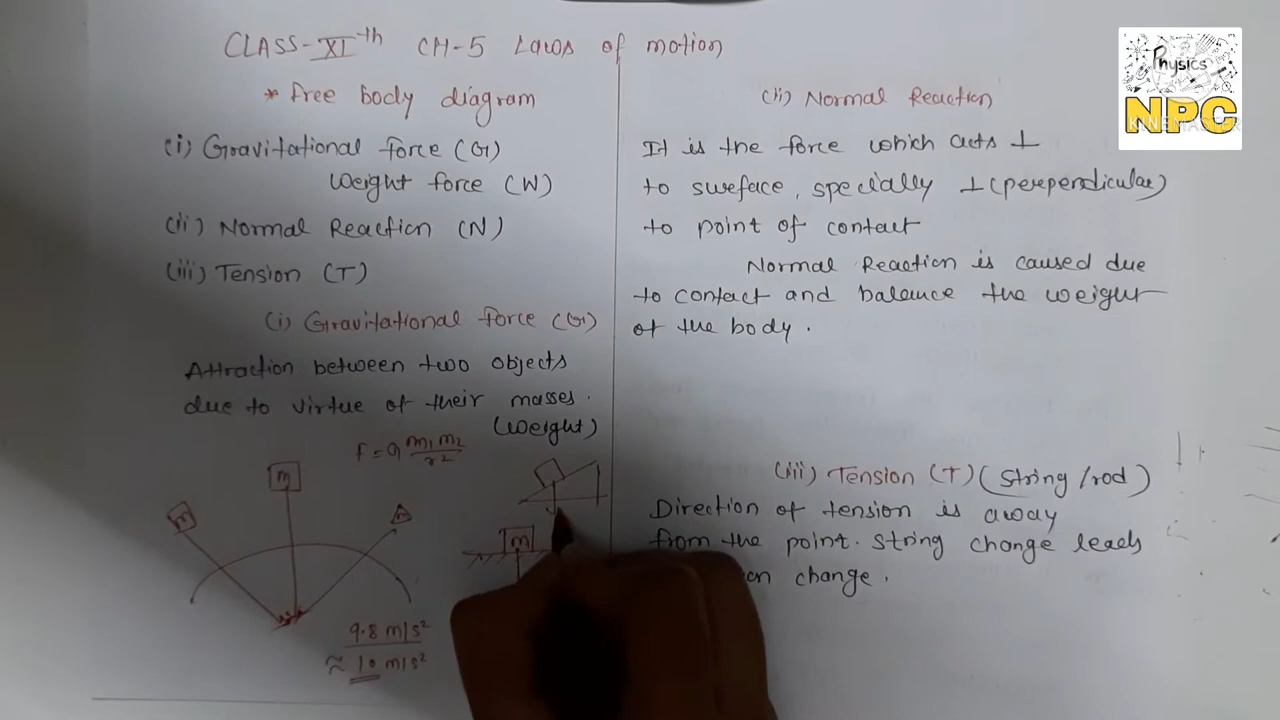 CLASS-XIth CH-5 Laws of motion
* free body diagram
(i) Gravitational force (G)
Weight force (W)
(ii) Normal Reaction (N)
(iii) Tension (T)
(i) Gravitational force (G)
Attraction between two objects
due to virtue of their masses.
(weight)
F = G m1 m2 / r2
m
m
m
m
9.8 m/s²
≈ 10 m/s²
(ii) Normal Reaction
It is the force which acts ⊥
to surface, specially ⊥ (perpendicular)
to point of contact
Normal Reaction is caused due
to contact and balance the weight
of the body.
(iii) Tension (T) (string/rod)
Direction of tension is away
from the point. String change leads
change.
Physics
NPC